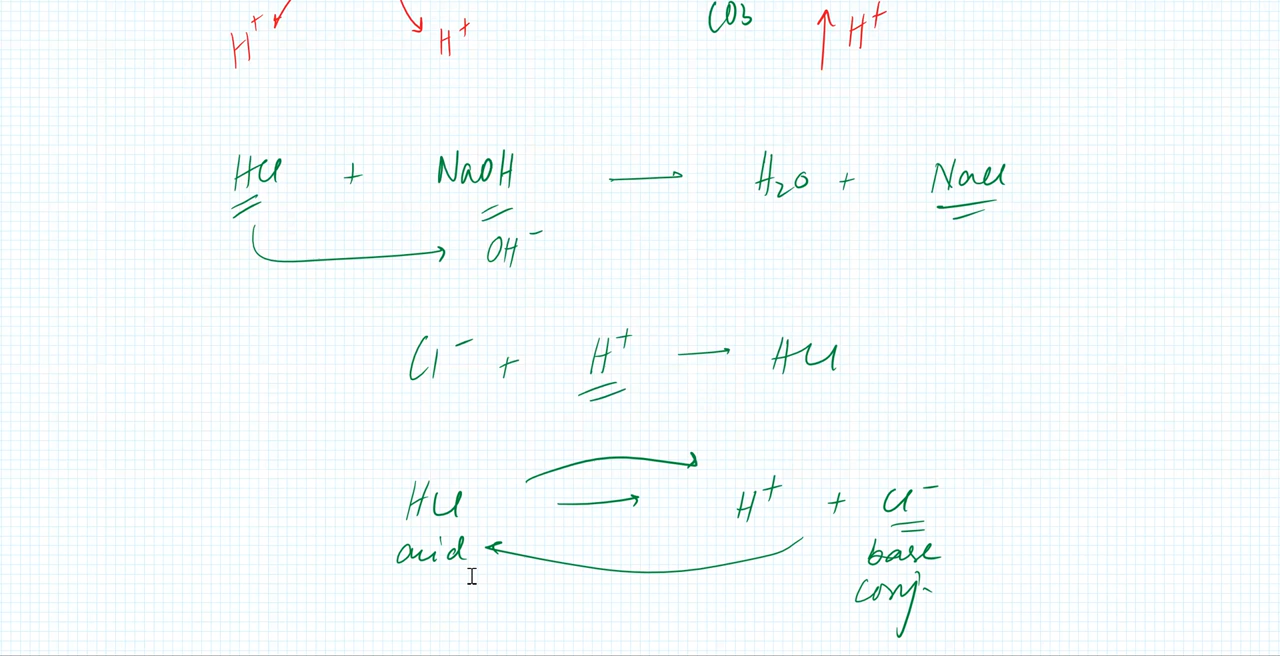 H⁺ H⁺ CO3 H⁺
HCl + NaOH → H₂O + NaCl
OH⁻
Cl⁻ + H⁺ → HCl
HCl → H⁺ + Cl⁻
acid base
conj.